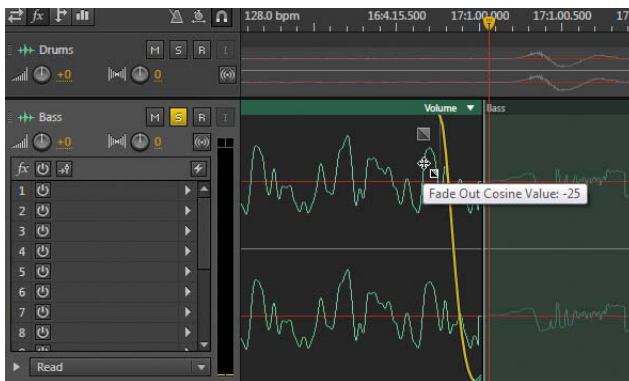 fx
128.0 bpm
16:4.15.500
17:1.00.000
17:1.00.500
17
Drums
M S R I
+0
0
Bass
M S R I
+0
0
Volume
Bass
fx
Fade Out Cosine Value: -25
1
2
3
4
5
6
7
8
Read